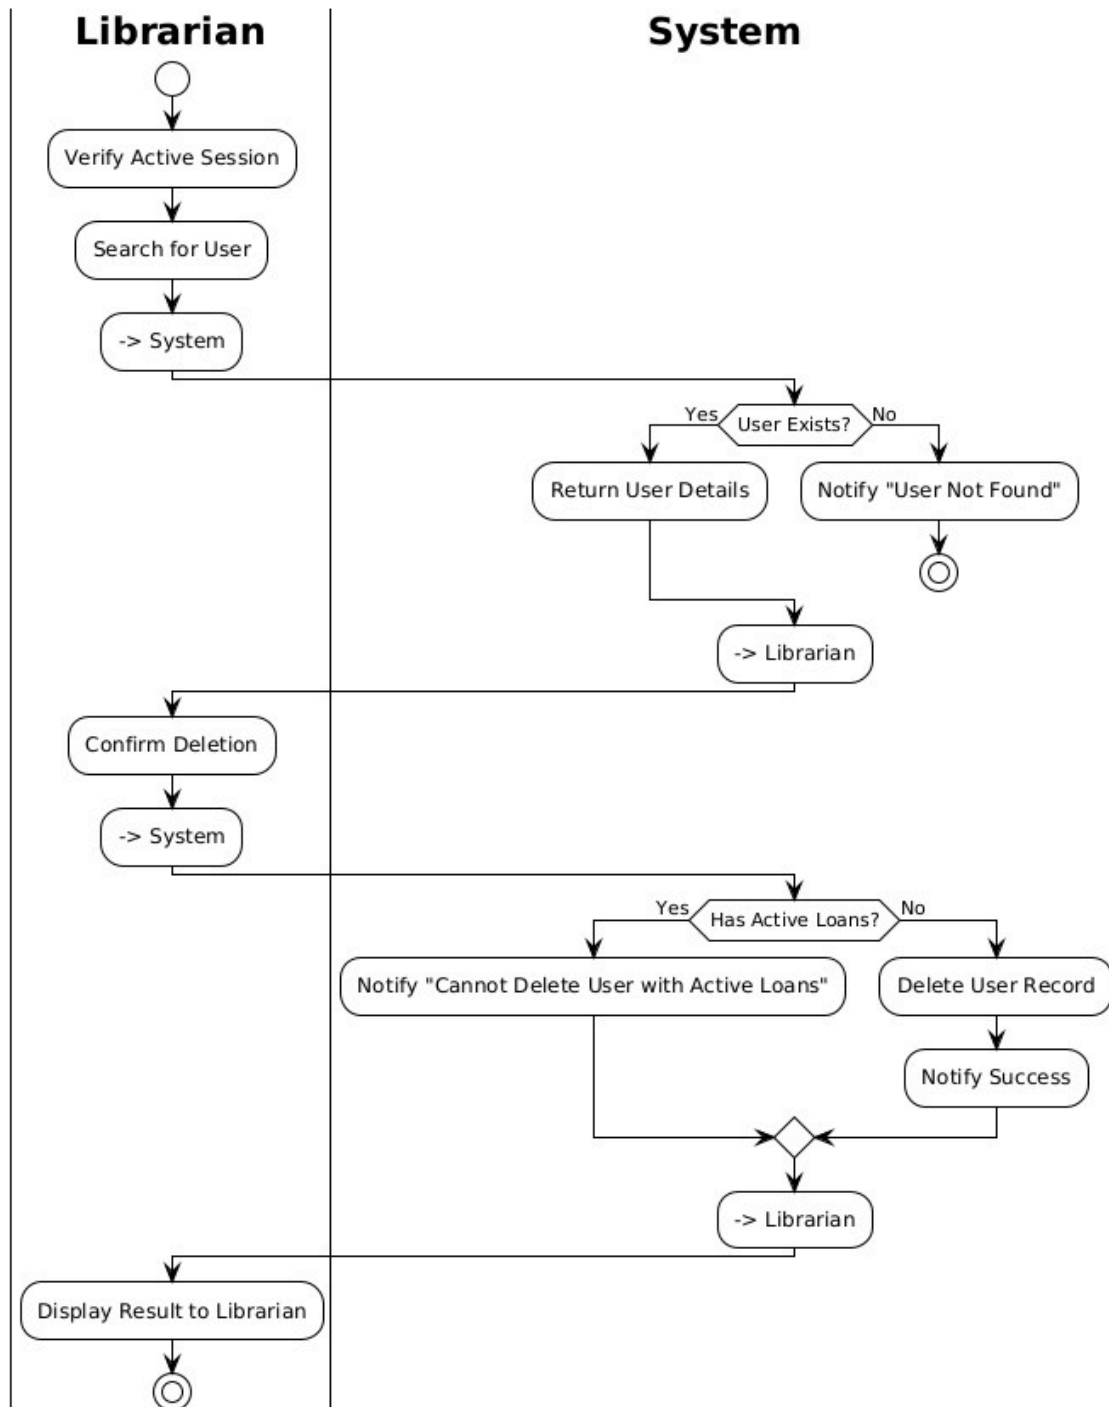 Librarian
System
Verify Active Session
Search for User
-> System
Yes
User Exists?
No
Return User Details
Notify "User Not Found"
-> Librarian
Confirm Deletion
-> System
Yes
Has Active Loans?
No
Notify "Cannot Delete User with Active Loans"
Delete User Record
Notify Success
-> Librarian
Display Result to Librarian